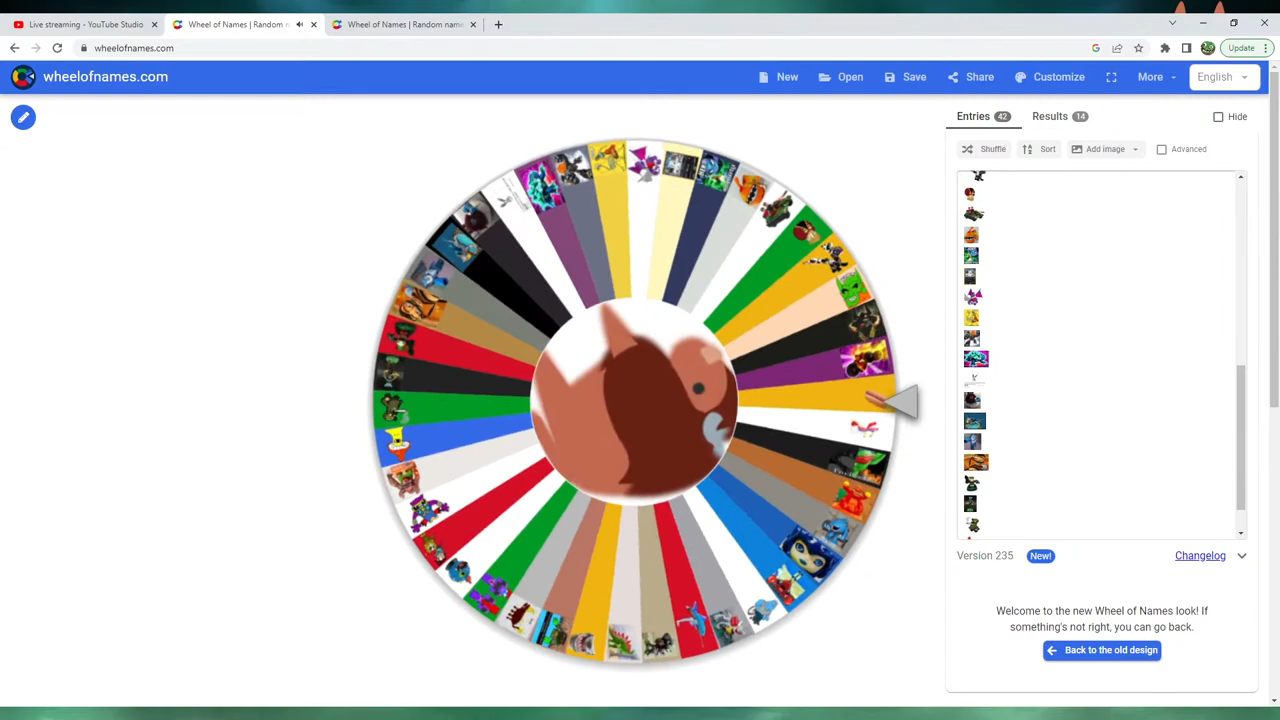 Live streaming - YouTube Studio
Wheel of Names | Random n
Wheel of Names | Random name
wheelofnames.com
Update
wheelofnames.com
New
Open
Save
Share
Customize
More
English
Entries 42
Results 14
Hide
Shuffle
Sort
Add image
Advanced
Version 235
New!
Changelog
Welcome to the new Wheel of Names look! If
something's not right, you can go back.
Back to the old design